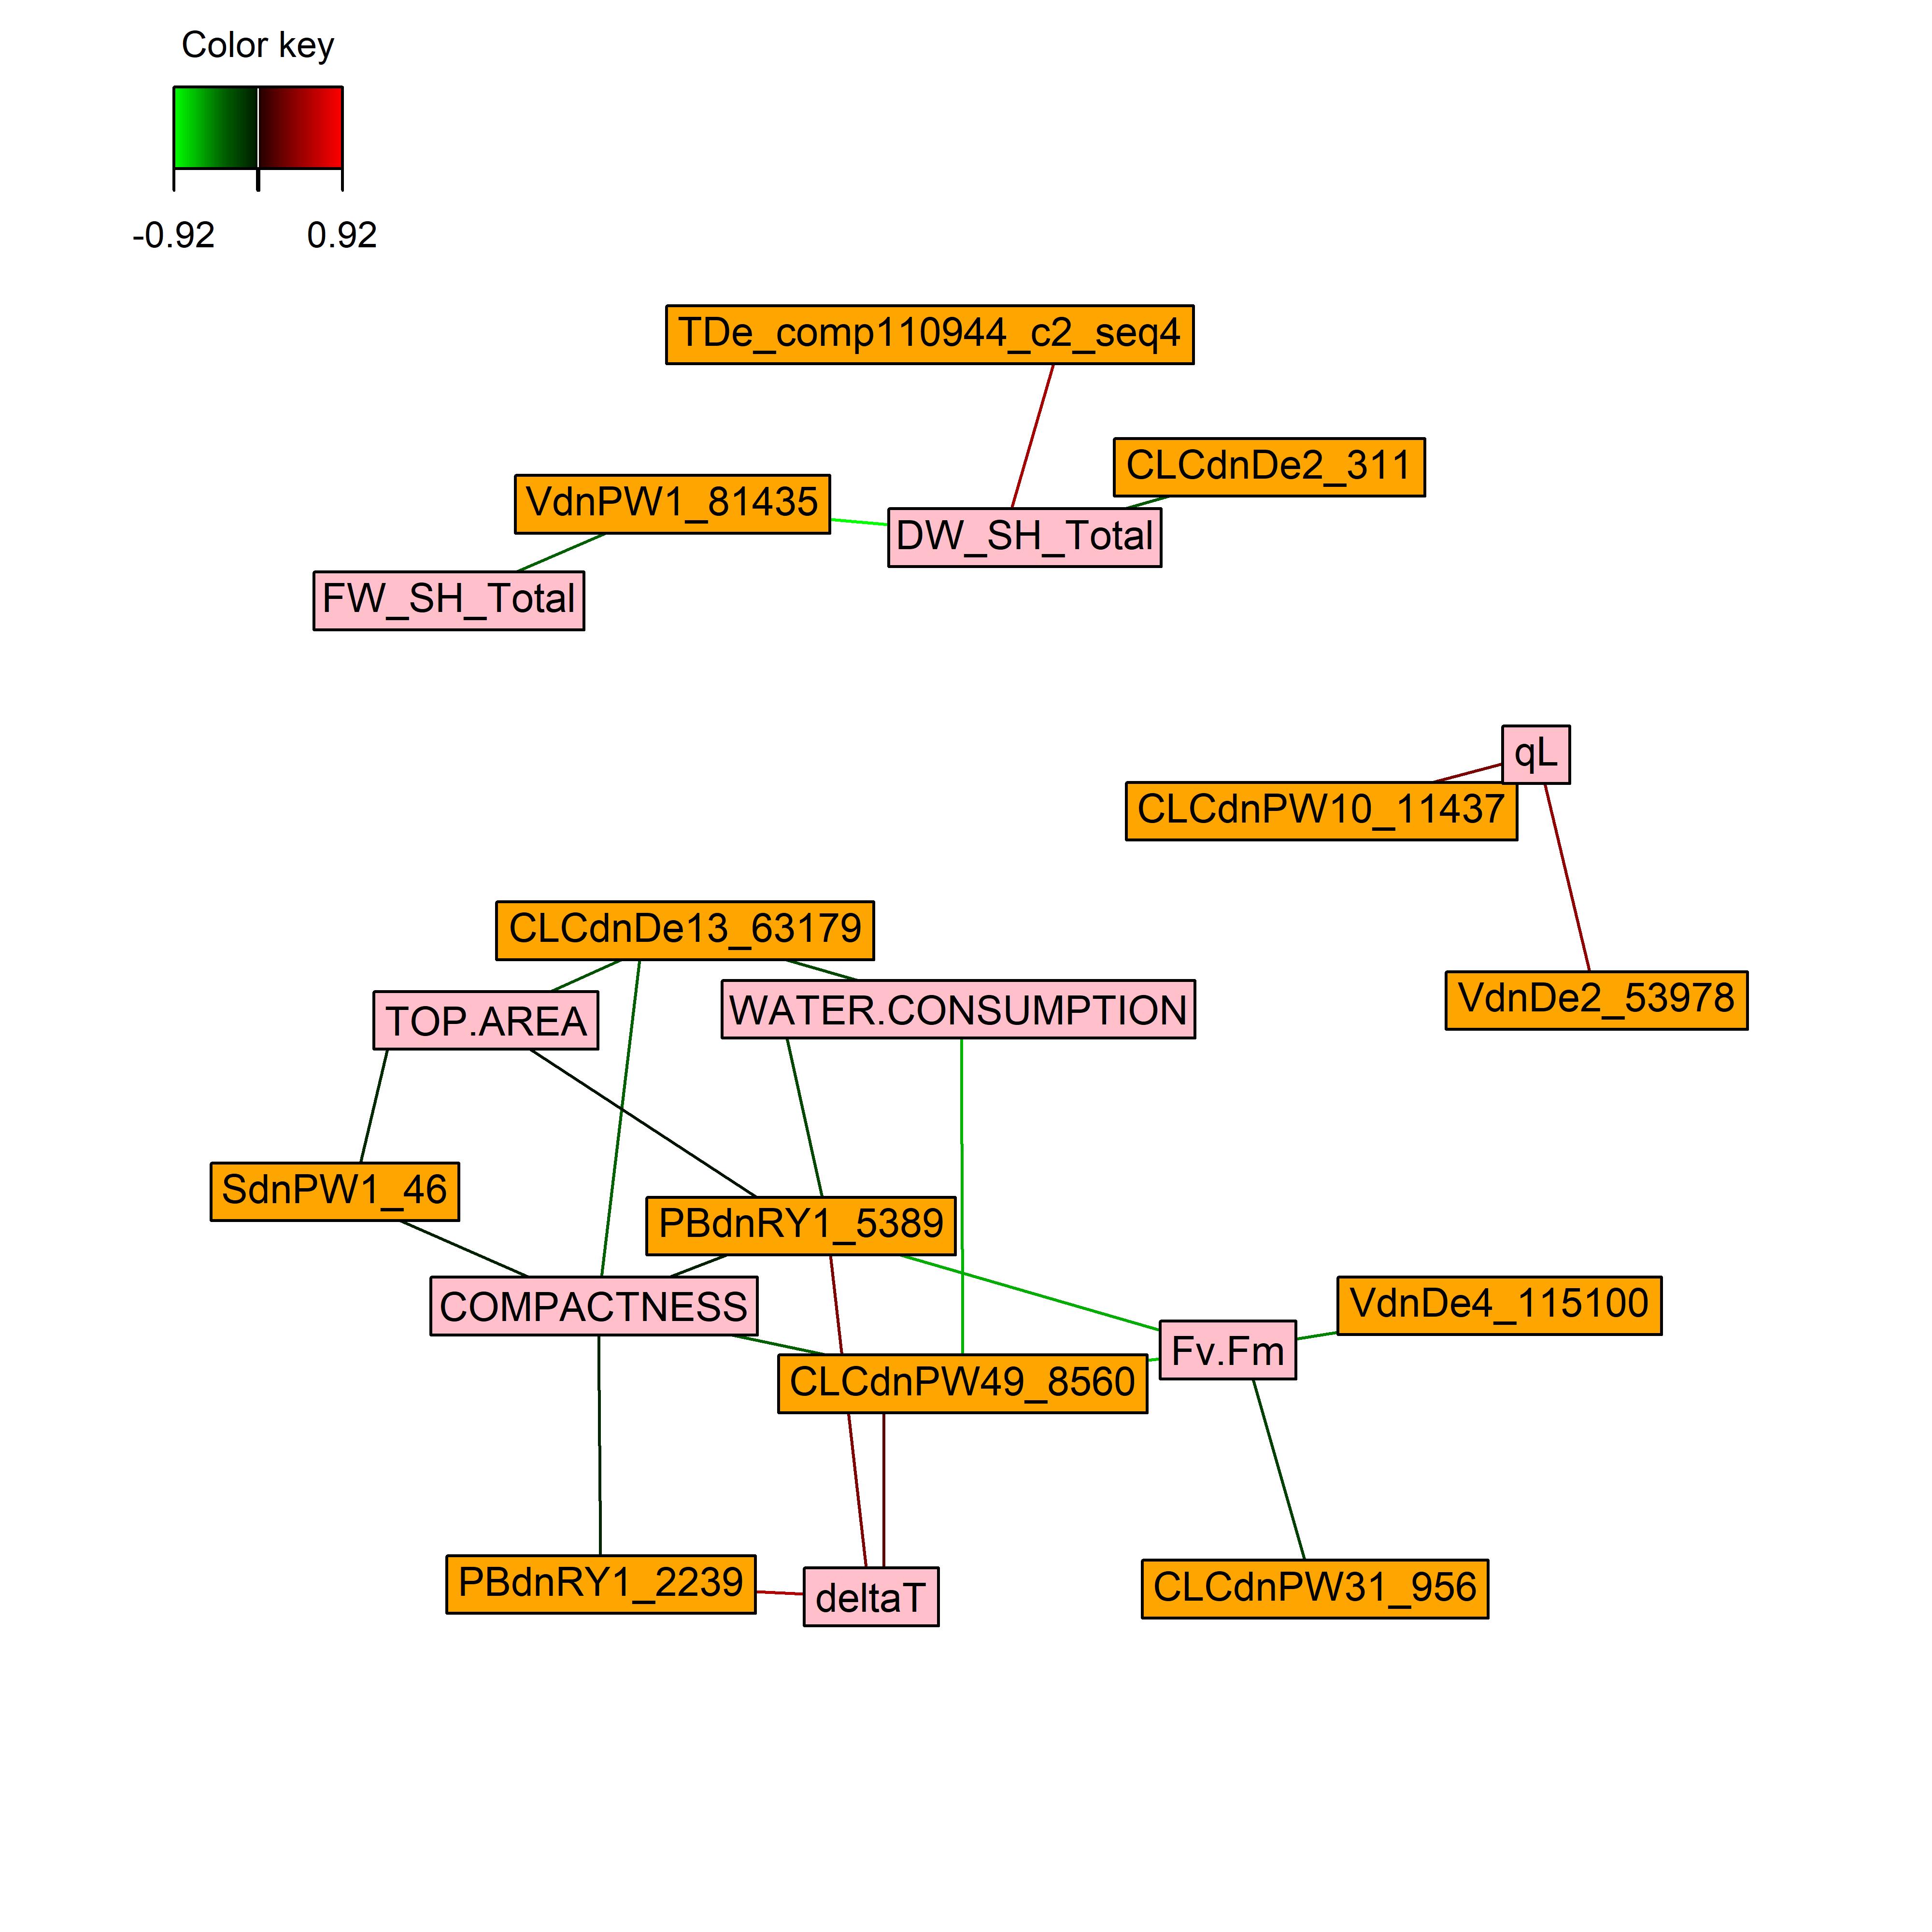 Color key
-0.92 0.92
TDe_comp110944_c2_seq4
CLCdnDe2_311
VdnPW1_81435
DW_SH_Total
FW_SH_Total
qL
CLCdnPW10_11437
CLCdnDe13_63179
VdnDe2_53978
WATER.CONSUMPTION
TOP.AREA
SdnPW1_46
PBdnRY1_5389
VdnDe4_115100
COMPACTNESS
Fv.Fm
CLCdnPW49_8560
PBdnRY1_2239
CLCdnPW31_956
deltaT